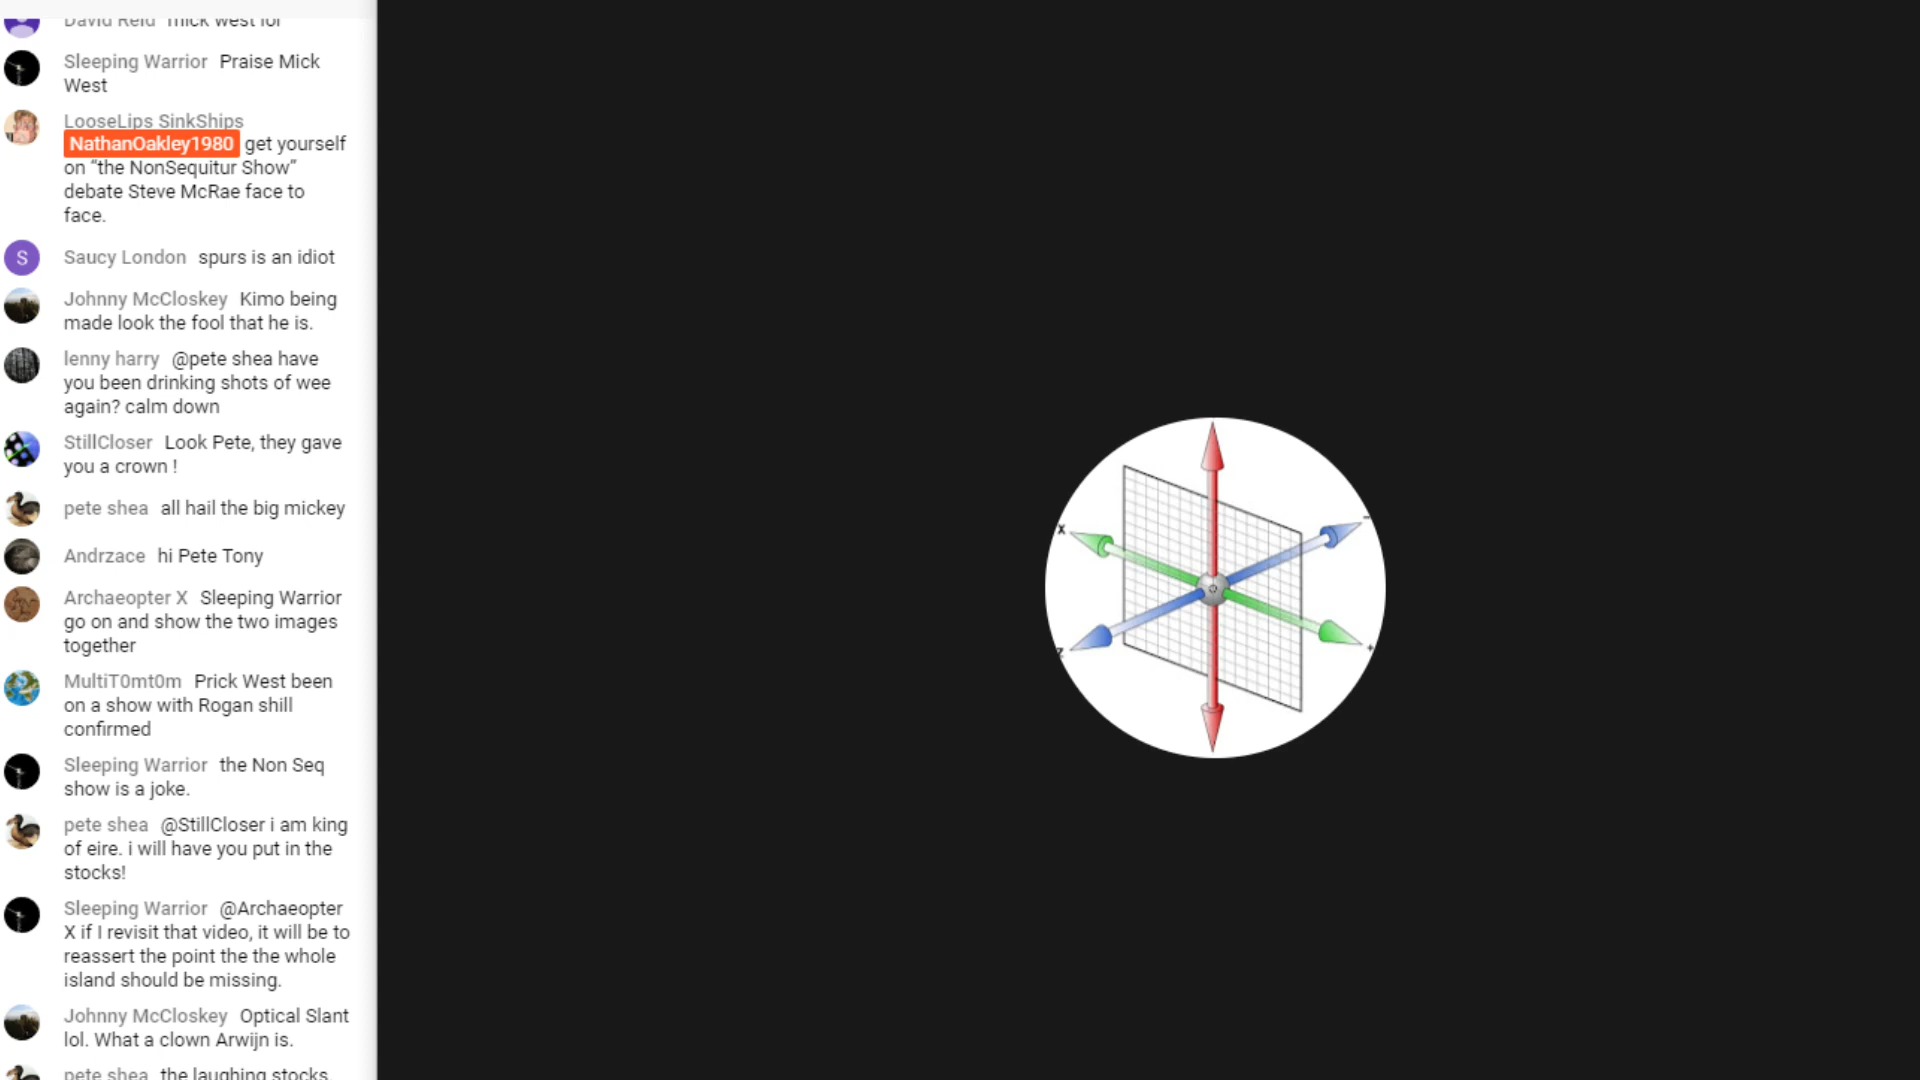 David Reid mick west lol
Sleeping Warrior Praise Mick
West
LooseLips SinkShips
NathanOakley1980 get yourself
on “the NonSequitur Show”
debate Steve McRae face to
face.
S
Saucy London spurs is an idiot
Johnny McCloskey Kimo being
made look the fool that he is.
lenny harry @pete shea have
you been drinking shots of wee
again? calm down
StillCloser Look Pete, they gave
you a crown !
pete shea all hail the big mickey
Andrzace hi Pete Tony
Archaeopter X Sleeping Warrior
go on and show the two images
together
MultiT0mt0m Prick West been
on a show with Rogan shill
confirmed
Sleeping Warrior the Non Seq
show is a joke.
pete shea @StillCloser i am king
of eire. i will have you put in the
stocks!
Sleeping Warrior @Archaeopter
X if I revisit that video, it will be to
reassert the point the the whole
island should be missing.
Johnny McCloskey Optical Slant
lol. What a clown Arwijn is.
pete shea the laughing stocks.
X
-
Z
+